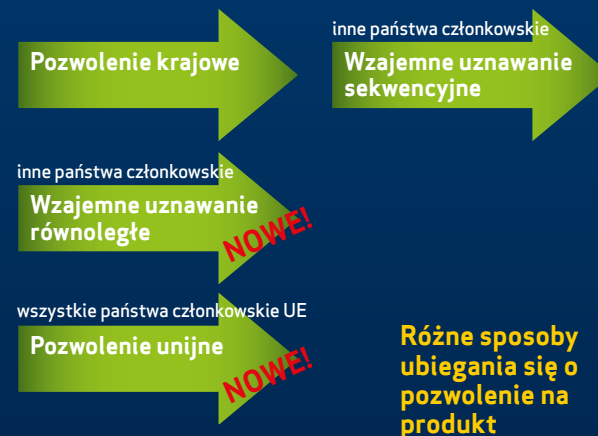 Pozwolenie krajowe
inne państwa członkowskie
Wzajemne uznawanie
sekwencyjne
inne państwa członkowskie
Wzajemne uznawanie
równoległe
NOWE!
wszystkie państwa członkowskie UE
Pozwolenie unijne
NOWE!
Różne sposoby
ubiegania się o
pozwolenie na
produkt